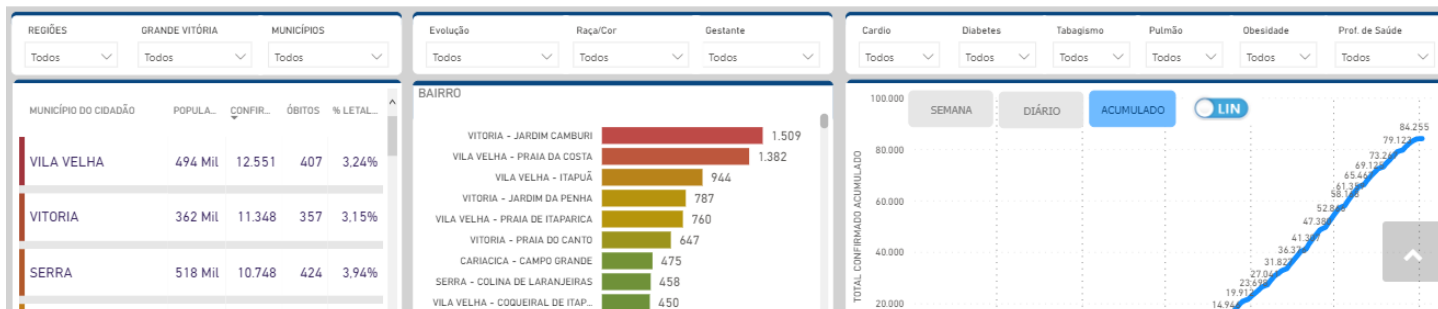 REGIÕES GRANDE VITÓRIA MUNICÍPIOS
Todos Todos Todos
MUNICÍPIO DO CIDADÃO POPULA... CONFIR... ÓBITOS % LETAL...
VILA VELHA 494 Mil 12.551 407 3,24%
VITORIA 362 Mil 11.348 357 3,15%
SERRA 518 Mil 10.748 424 3,94%
Evolução Raça/Cor Gestante
Todos Todos Todos
BAIRRO
VITORIA - JARDIM CAMBURI 1.509
VILA VELHA - PRAIA DA COSTA 1.382
VILA VELHA - ITAPUÃ 944
VITORIA - JARDIM DA PENHA 787
VILA VELHA - PRAIA DE ITAPARICA 760
VITORIA - PRAIA DO CANTO 647
CARIACICA - CAMPO GRANDE 475
SERRA - COLINA DE LARANJEIRAS 458
VILA VELHA - COQUEIRAL DE ITAP... 450
Cardio Diabetes Tabagismo Pulmão Obesidade Prof. de Saúde
Todos Todos Todos Todos Todos Todos
SEMANA DIÁRIO ACUMULADO LIN
TOTAL CONFIRMADO ACUMULADO
100.000
80.000
60.000
40.000
20.000
84.255